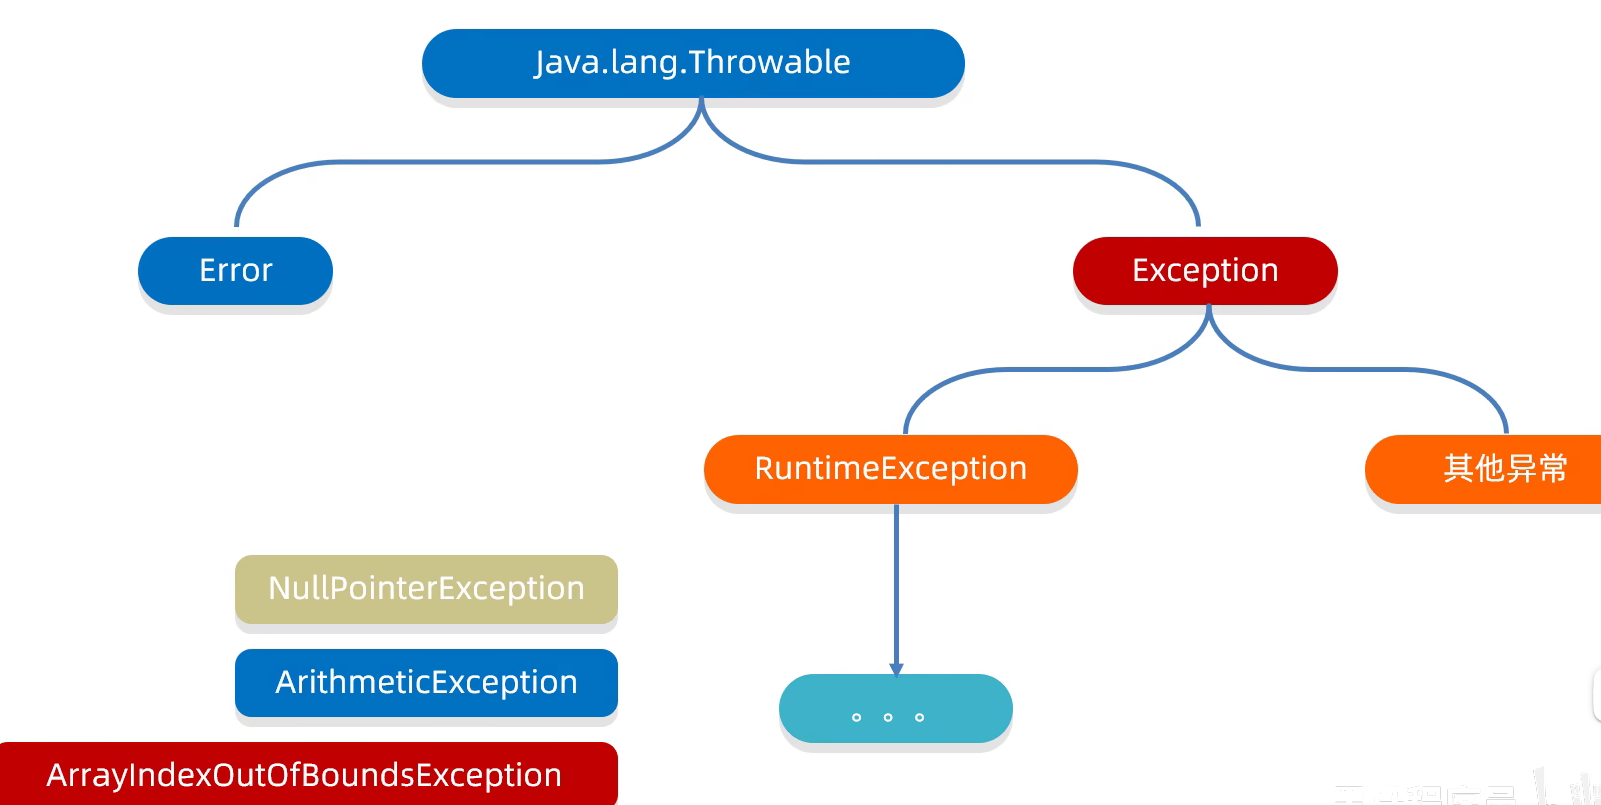 Java.lang.Throwable
Error
Exception
RuntimeException
其他异常
NullPointerException
ArithmeticException
。。。
ArrayIndexOutOfBoundsException